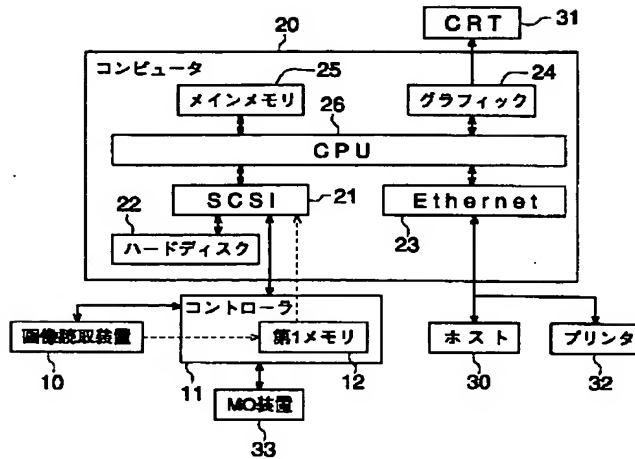 20
CRT
31
コンピュータ
25
24
メインメモリ
グラフィック
26
CPU
SCSI
21
Ethernet
22
23
ハードディスク
コントローラ
画像読取装置
第1メモリ
ホスト
プリンタ
10
11
12
30
32
MO装置
33